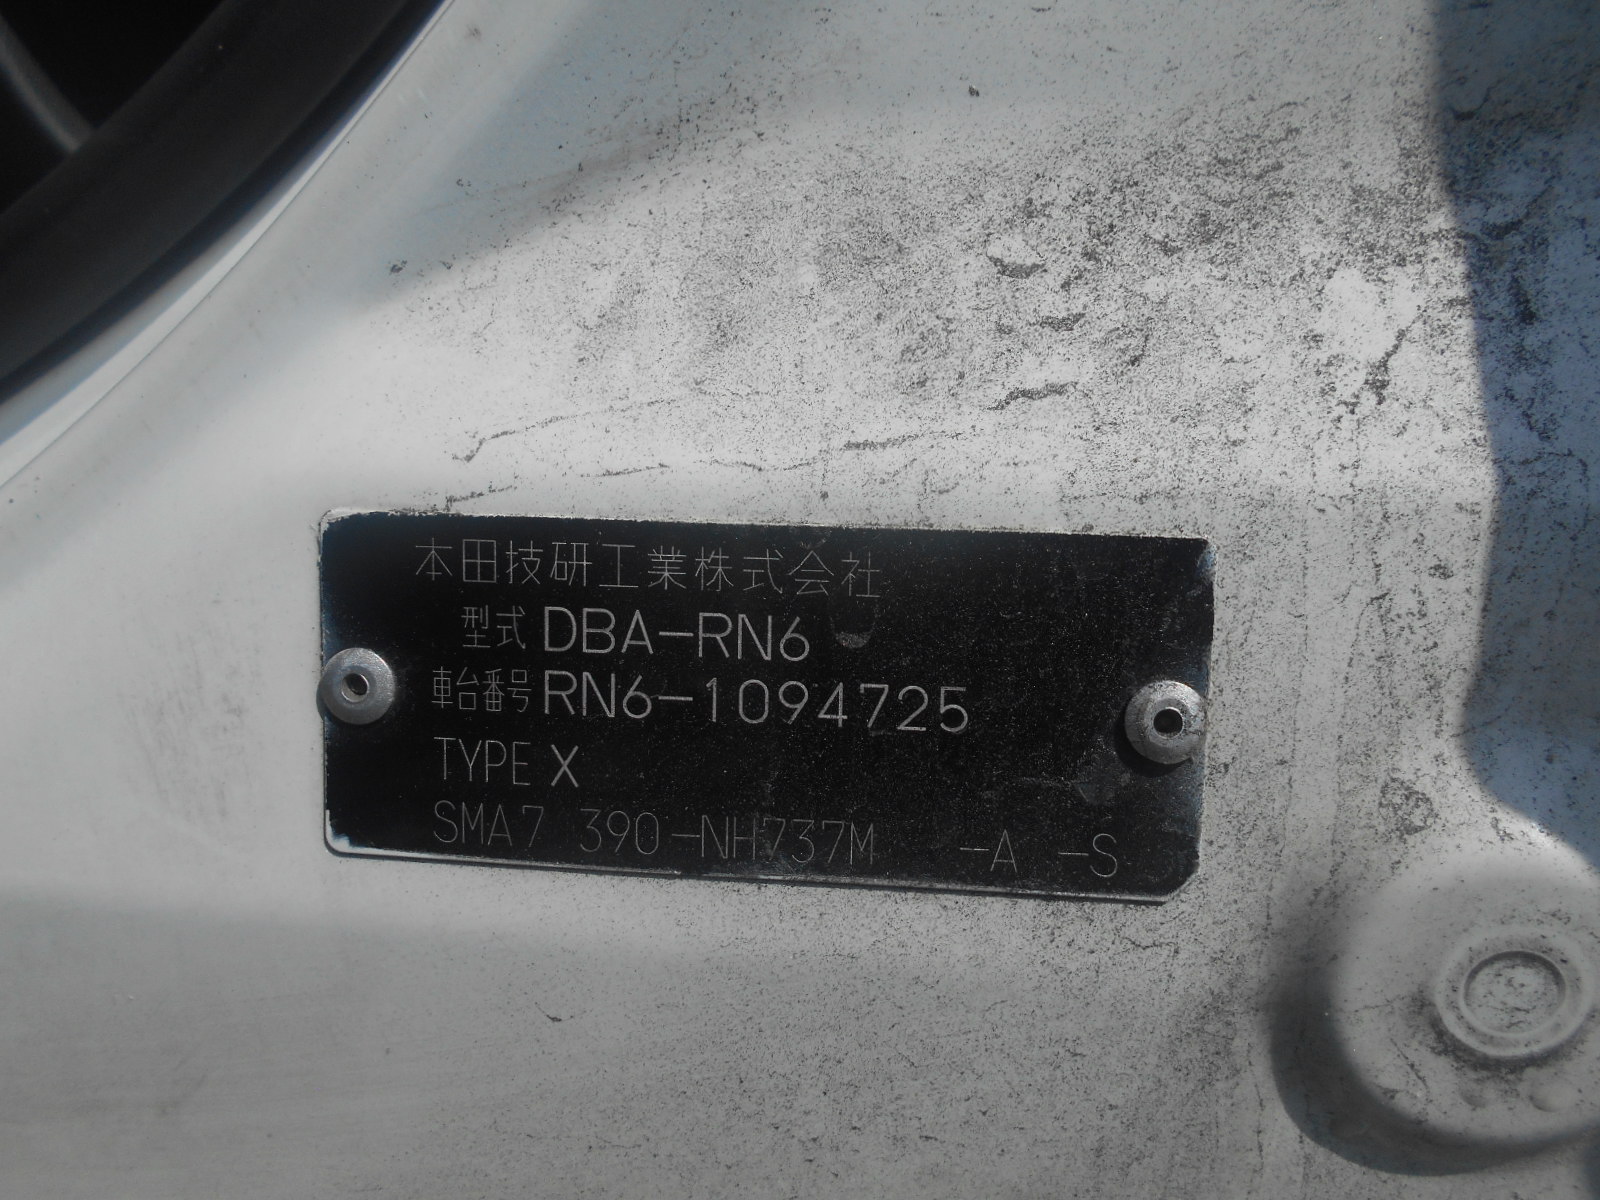 本田技研工業株式会社
型式 DBA-RN6
車台番号 RN6-1094725
TYPE X
SMA7 390-NH737M -A -S